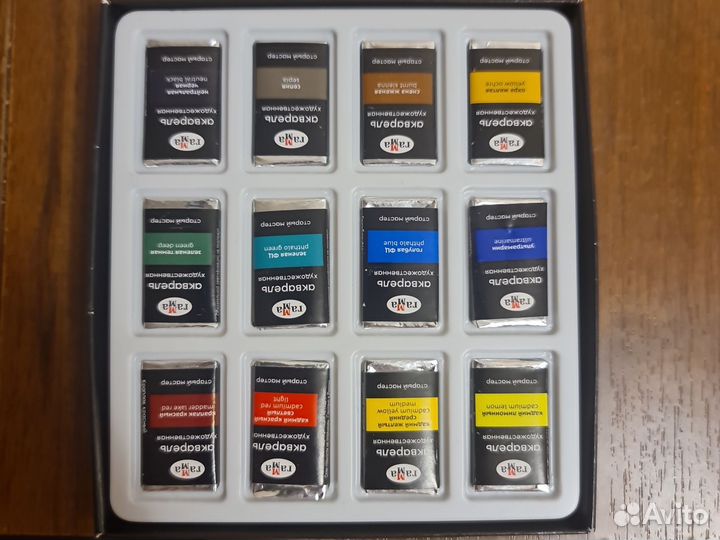 гаММа
акварель
художественная
кадмий лимонный
cadmium lemon
старый мастер
гаММа
акварель
художественная
кадмий желтый
средний
cadmium yellow
medium
старый мастер
гаММа
акварель
художественно
кадмий красный
светлый
cadmium red
light
старый мастер
гаММа
акварель
художественная
краплак красный
madder lake red
старый мастер
краплак красный
гаММа
акварель
художественная
ультрамарин
ultramarine
старый мастер
гаММа
акварель
художественная
голубая ФЦ
phthalo blue
старый мастер
гаММа
акварель
художественная
зеленая ФЦ
phthalo green
старый мастер
гаММа
акварель
художественная
зеленая темная
green deep
старый мастер
гаММа
акварель
художественная
охра желтая
yellow ochre
старый мастер
гаММа
акварель
художественная
сиена жженая
burnt sienna
старый мастер
гаММа
акварель
художественная
сепия
sepia
старый мастер
гаММа
акварель
художественная
нейтральная
черная
neutral black
старый мастер
Avito